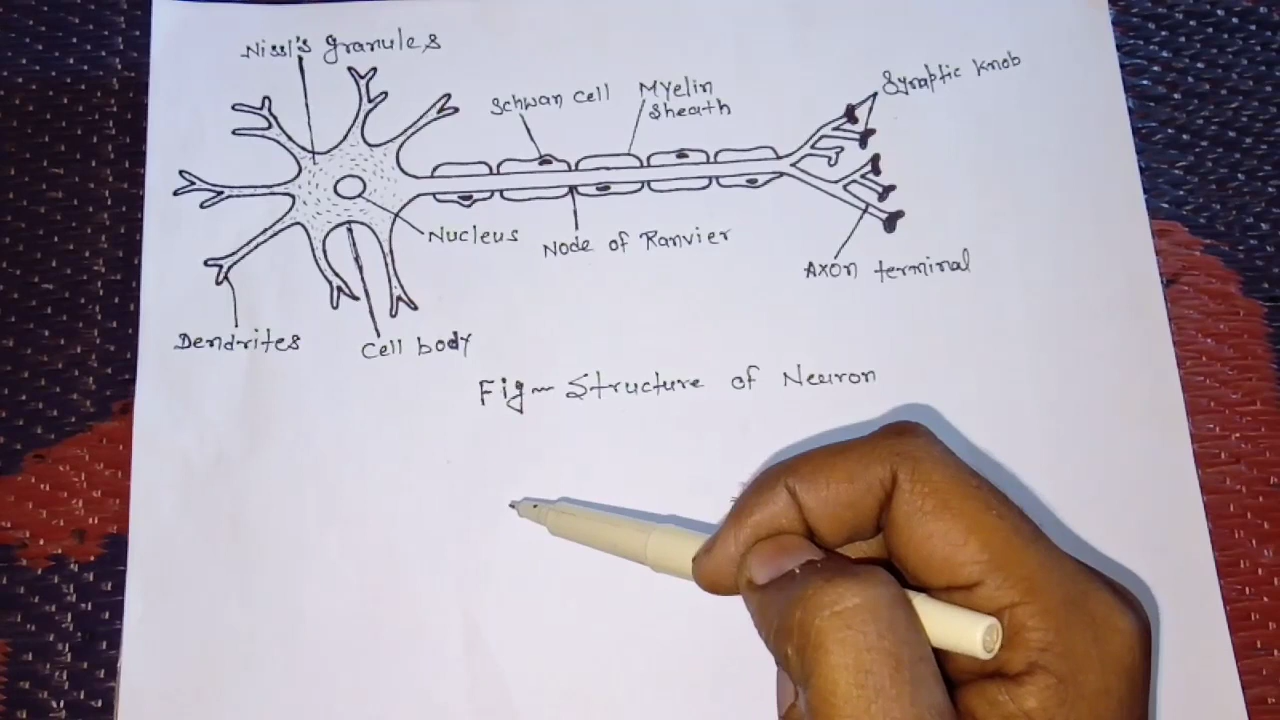 Nissl's granules
Schwan cell
Myelin
Sheath
Synaptic knob
Nucleus
Node of Ranvier
Axon terminal
Dendrites
Cell body
Fig~ Structure of Neuron